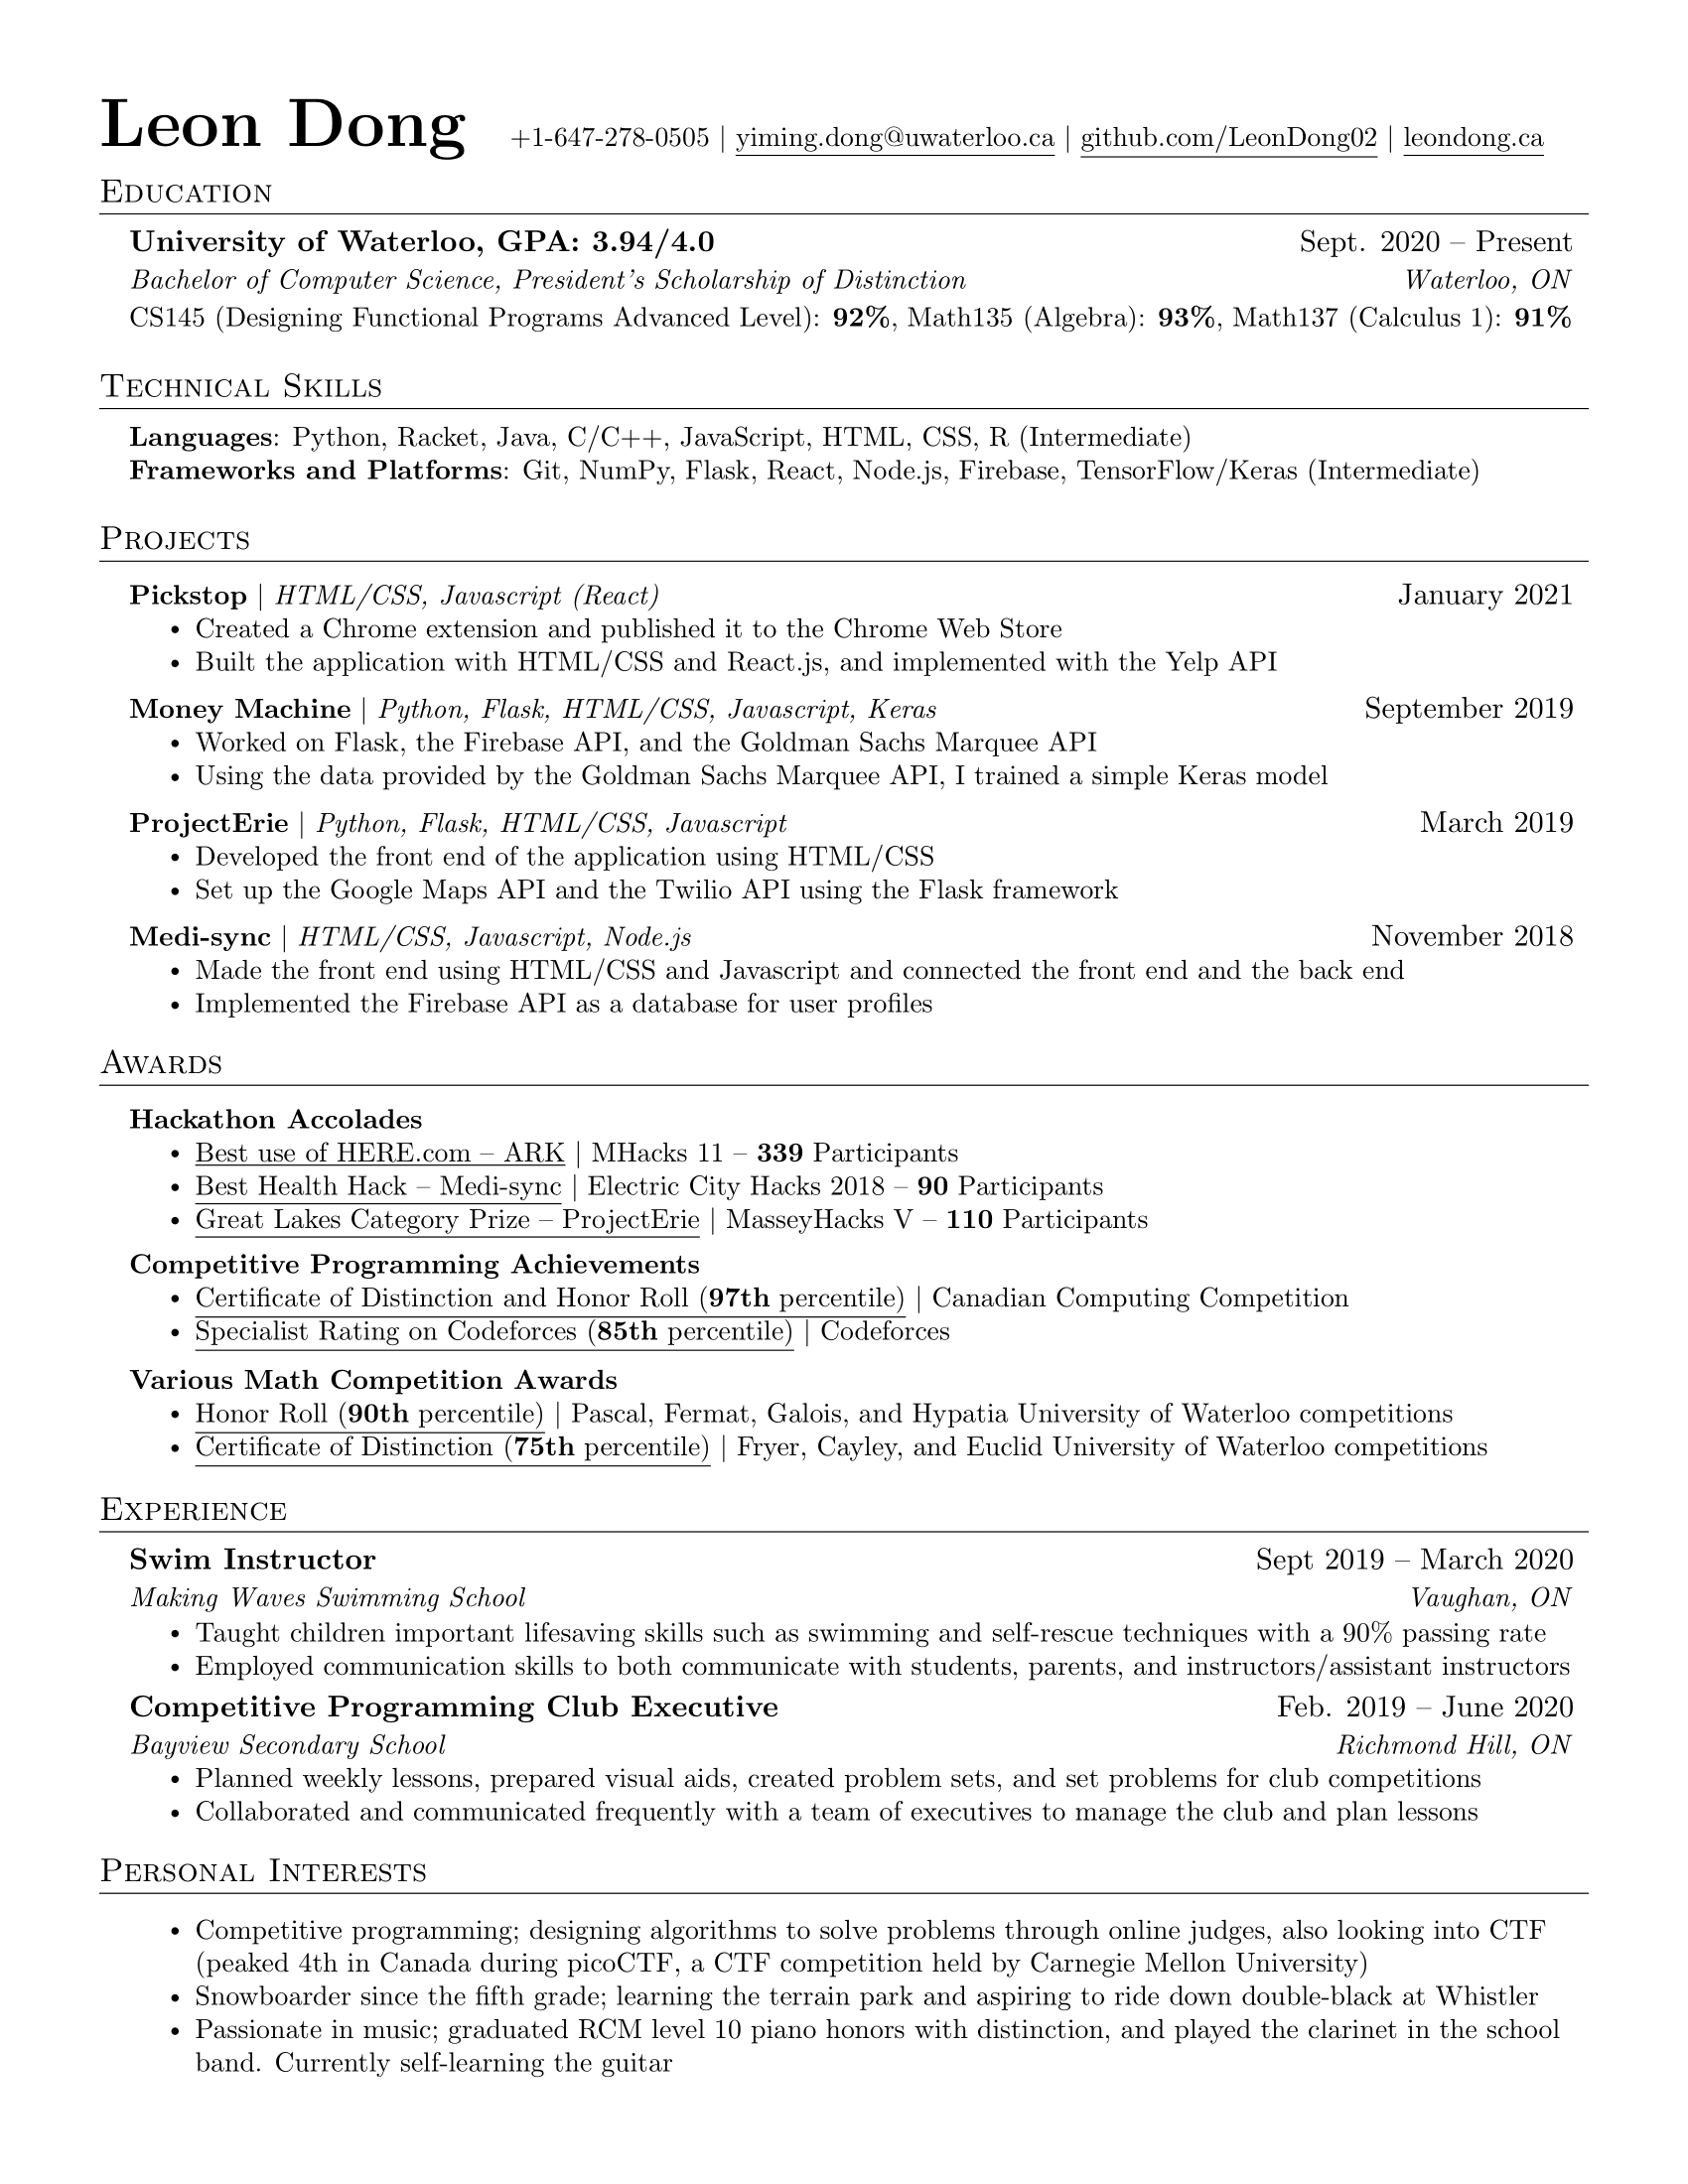 Leon Dong +1-647-278-0505 | yiming.dong@uwaterloo.ca | github.com/LeonDong02 | leondong.ca
Education
University of Waterloo, GPA: 3.94/4.0 Sept. 2020 – Present
Bachelor of Computer Science, President's Scholarship of Distinction Waterloo, ON
CS145 (Designing Functional Programs Advanced Level): 92%, Math135 (Algebra): 93%, Math137 (Calculus 1): 91%
Technical Skills
Languages: Python, Racket, Java, C/C++, JavaScript, HTML, CSS, R (Intermediate)
Frameworks and Platforms: Git, NumPy, Flask, React, Node.js, Firebase, TensorFlow/Keras (Intermediate)
Projects
Pickstop | HTML/CSS, Javascript (React) January 2021
• Created a Chrome extension and published it to the Chrome Web Store
• Built the application with HTML/CSS and React.js, and implemented with the Yelp API
Money Machine | Python, Flask, HTML/CSS, Javascript, Keras September 2019
• Worked on Flask, the Firebase API, and the Goldman Sachs Marquee API
• Using the data provided by the Goldman Sachs Marquee API, I trained a simple Keras model
ProjectErie | Python, Flask, HTML/CSS, Javascript March 2019
• Developed the front end of the application using HTML/CSS
• Set up the Google Maps API and the Twilio API using the Flask framework
Medi-sync | HTML/CSS, Javascript, Node.js November 2018
• Made the front end using HTML/CSS and Javascript and connected the front end and the back end
• Implemented the Firebase API as a database for user profiles
Awards
Hackathon Accolades
• Best use of HERE.com – ARK | MHacks 11 – 339 Participants
• Best Health Hack – Medi-sync | Electric City Hacks 2018 – 90 Participants
• Great Lakes Category Prize – ProjectErie | MasseyHacks V – 110 Participants
Competitive Programming Achievements
• Certificate of Distinction and Honor Roll (97th percentile) | Canadian Computing Competition
• Specialist Rating on Codeforces (85th percentile) | Codeforces
Various Math Competition Awards
• Honor Roll (90th percentile) | Pascal, Fermat, Galois, and Hypatia University of Waterloo competitions
• Certificate of Distinction (75th percentile) | Fryer, Cayley, and Euclid University of Waterloo competitions
Experience
Swim Instructor Sept 2019 – March 2020
Making Waves Swimming School Vaughan, ON
• Taught children important lifesaving skills such as swimming and self-rescue techniques with a 90% passing rate
• Employed communication skills to both communicate with students, parents, and instructors/assistant instructors
Competitive Programming Club Executive Feb. 2019 – June 2020
Bayview Secondary School Richmond Hill, ON
• Planned weekly lessons, prepared visual aids, created problem sets, and set problems for club competitions
• Collaborated and communicated frequently with a team of executives to manage the club and plan lessons
Personal Interests
• Competitive programming; designing algorithms to solve problems through online judges, also looking into CTF
(peaked 4th in Canada during picoCTF, a CTF competition held by Carnegie Mellon University)
• Snowboarder since the fifth grade; learning the terrain park and aspiring to ride down double-black at Whistler
• Passionate in music; graduated RCM level 10 piano honors with distinction, and played the clarinet in the school
band. Currently self-learning the guitar